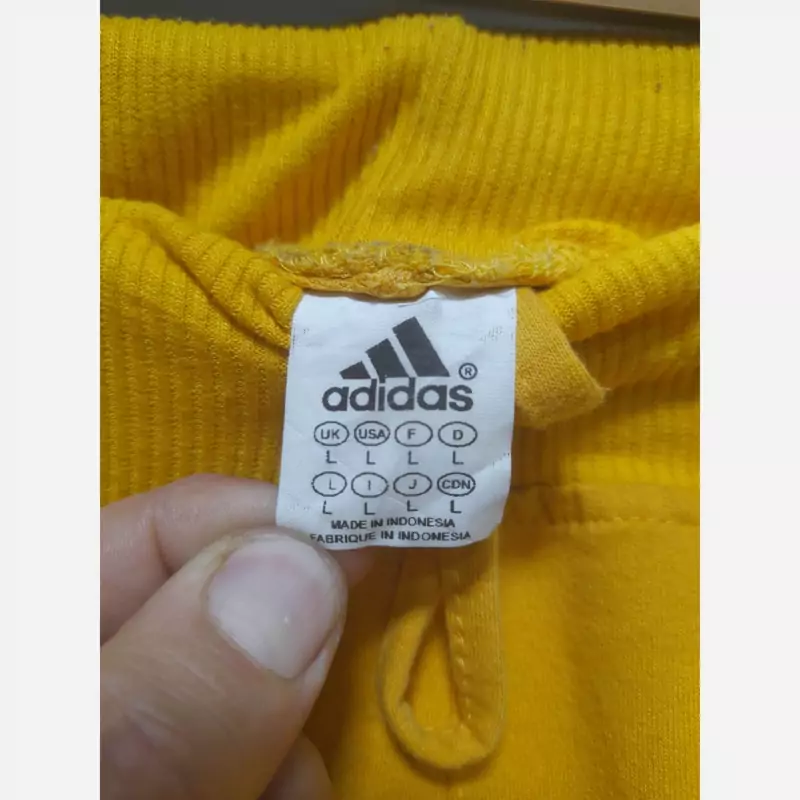 adidas®
UK USA F D
L L L L
L I J CDN
L L L L
MADE IN INDONESIA
FABRIQUE IN INDONESIA